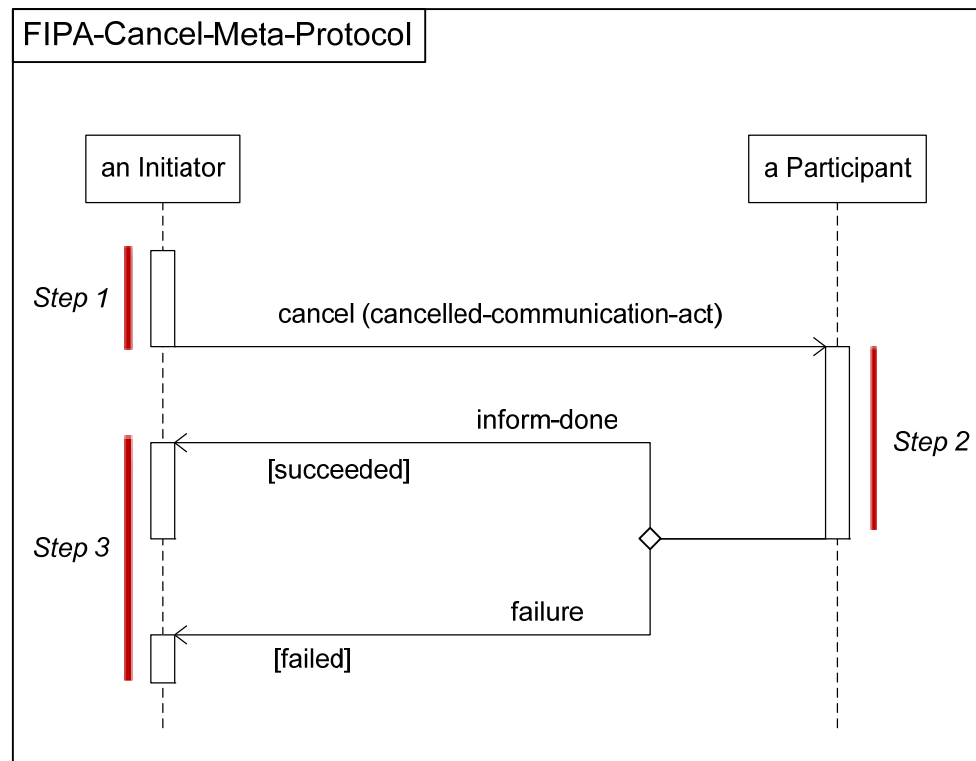 FIPA-Cancel-Meta-Protocol
an Initiator
a Participant
Step 1
cancel (cancelled-communication-act)
inform-done
Step 2
[succeeded]
Step 3
failure
[failed]